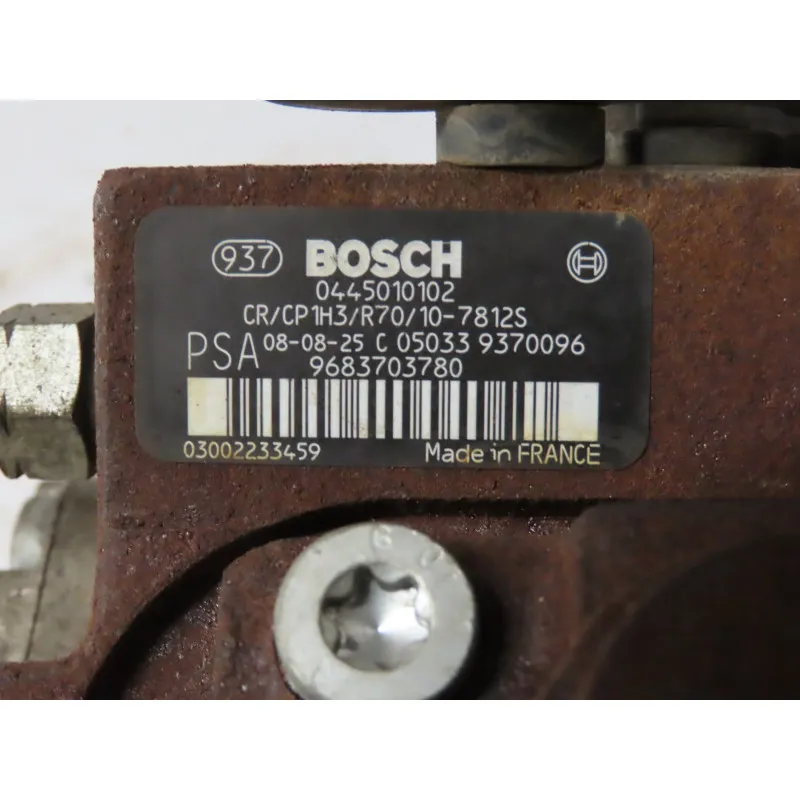 937 BOSCH
0445010102
CR/CP1H3/R70/10-7812S
PSA 08-08-25 C 05033 9370096
9683703780
03002233459 Made in FRANCE